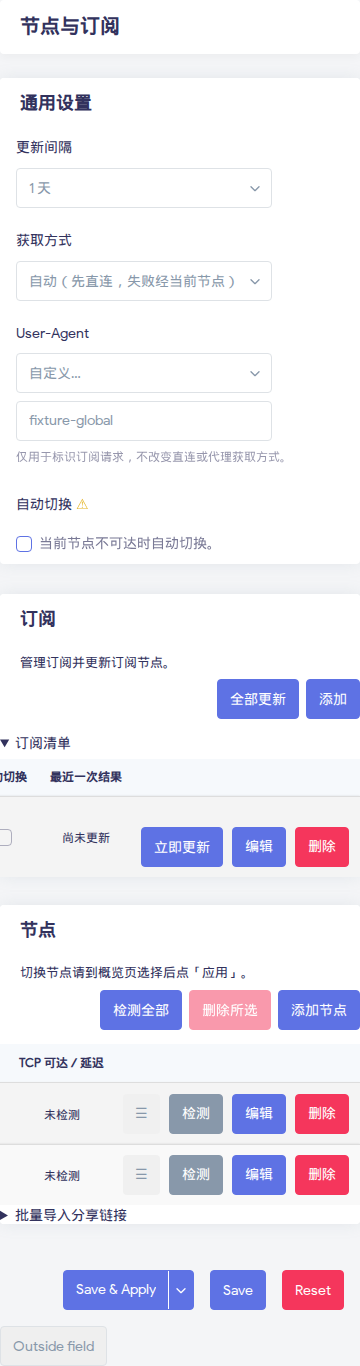 节点与订阅
通用设置
更新间隔
1 天
获取方式
自动（先直连，失败经当前节点）
User-Agent
自定义...
fixture-global
仅用于标识订阅请求，不改变直连或代理获取方式。
自动切换 ⚠
当前节点不可达时自动切换。
订阅
管理订阅并更新订阅节点。
全部更新 添加
▼ 订阅清单
切换 最近一次结果
尚未更新 立即更新 编辑 删除
节点
切换节点请到概览页选择后点「应用」。
检测全部 删除所选 添加节点
TCP 可达 / 延迟
未检测 ☰ 检测 编辑 删除
未检测 ☰ 检测 编辑 删除
▶ 批量导入分享链接
Save & Apply Save Reset
Outside field